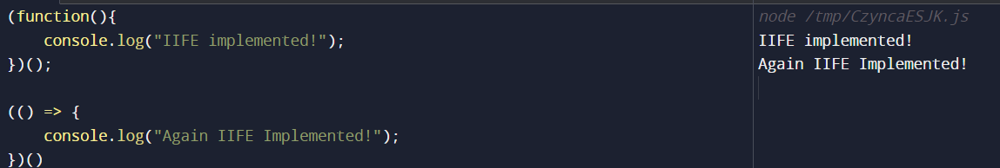 (function(){
    console.log("IIFE implemented!");
})();

(() => {
    console.log("Again IIFE Implemented!");
})()
node /tmp/CzyncaESJK.js
IIFE implemented!
Again IIFE Implemented!